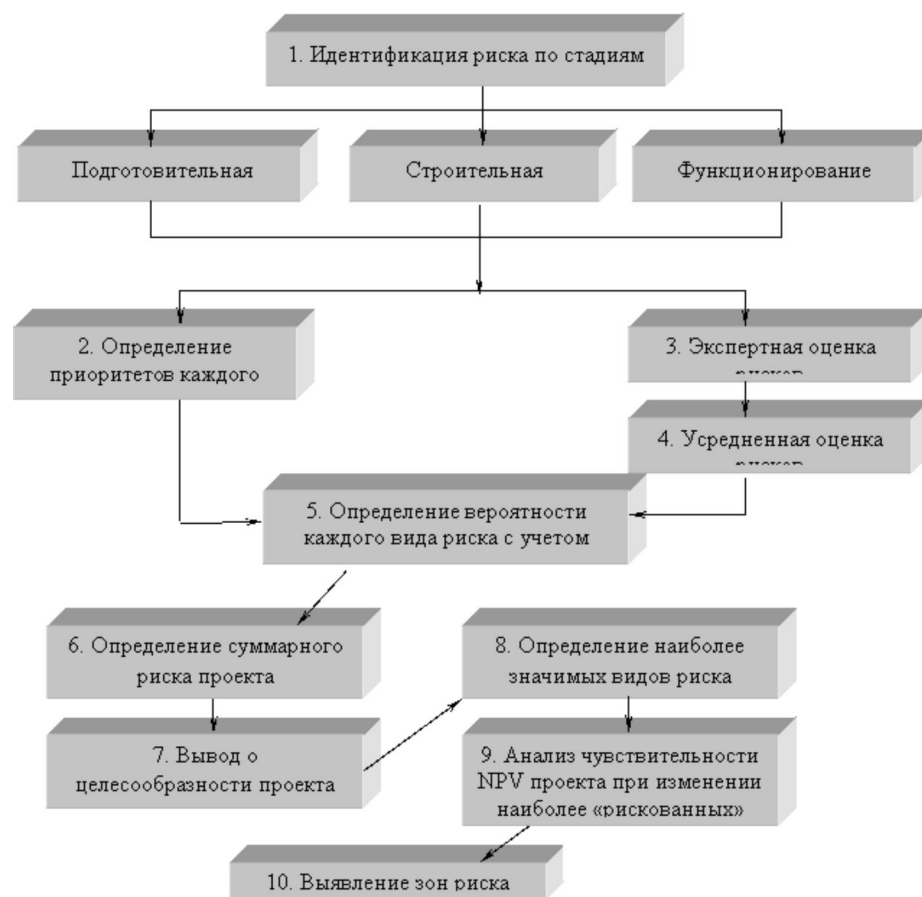 1. Идентификация риска по стадиям
Подготовительная
Строительная
Функционирование
2. Определение
приоритетов каждого
3. Экспертная оценка
4. Усредненная оценка
5. Определение вероятности
каждого вида риска с учетом
6. Определение суммарного
риска проекта
7. Вывод о
целесообразности проекта
8. Определение наиболее
значимых видов риска
9. Анализ чувствительности
NPV проекта при изменении
наиболее «рискованных»
10. Выявление зон риска